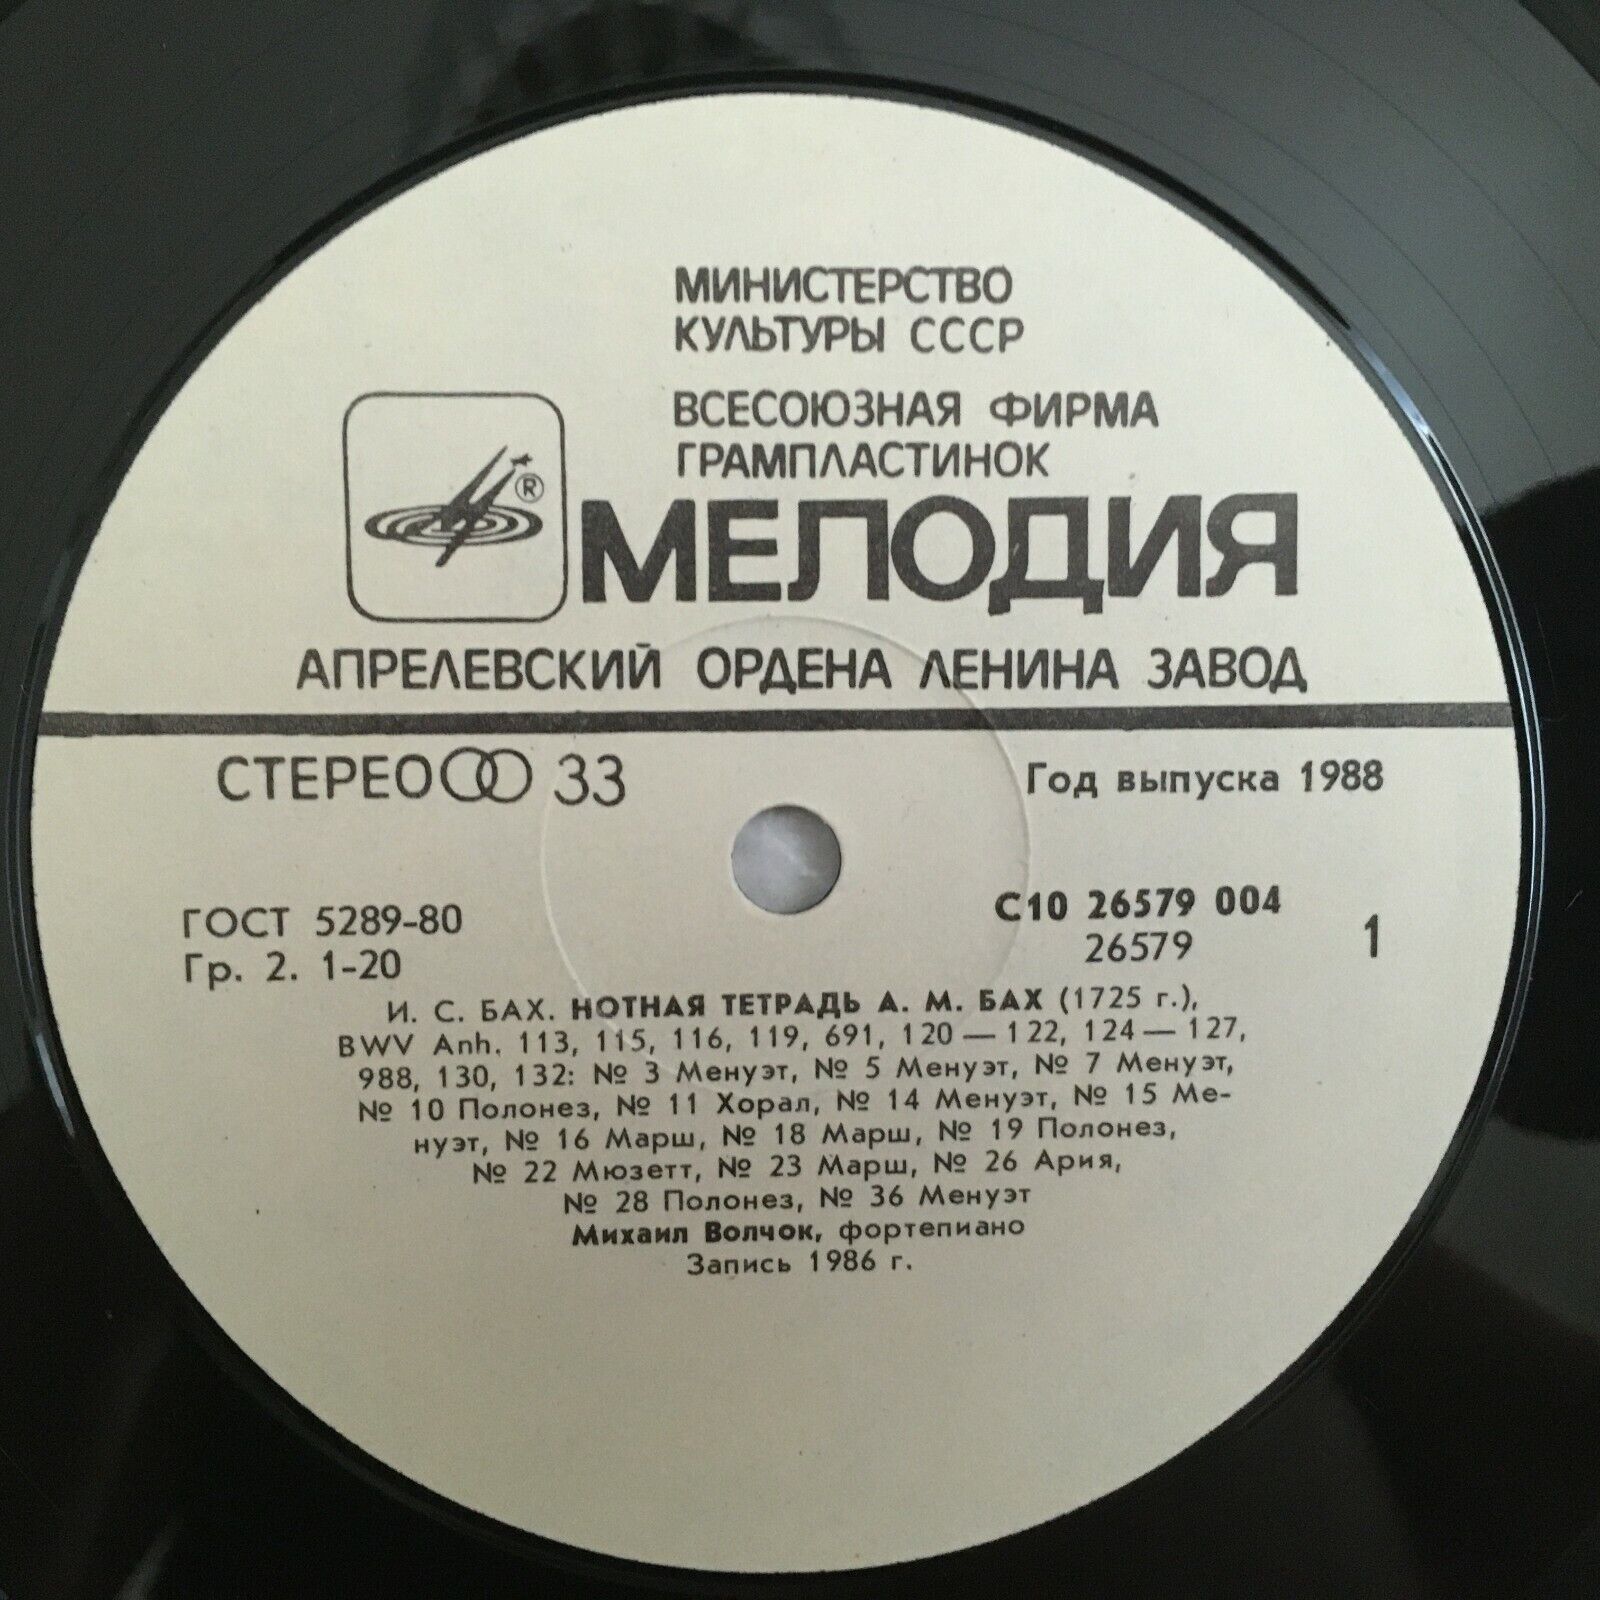 МИНИСТЕРСТВО
КУЛЬТУРЫ СССР
ВСЕСОЮЗНАЯ ФИРМА
ГРАМПЛАСТИНОК
®
МЕЛОДИЯ
АПРЕЛЕВСКИЙ ОРДЕНА ЛЕНИНА ЗАВОД
СТЕРЕО 33
Год выпуска 1988
ГОСТ 5289-80
Гр. 2. 1-20
С10 26579 004
26579
1
И. С. БАХ. НОТНАЯ ТЕТРАДЬ А. М. БАХ (1725 г.),
BWV Anh. 113, 115, 116, 119, 691, 120 — 122, 124 — 127,
988, 130, 132: № 3 Менуэт, № 5 Менуэт, № 7 Менуэт,
№ 10 Полонез, № 11 Хорал, № 14 Менуэт, № 15 Ме-
нуэт, № 16 Марш, № 18 Марш, № 19 Полонез,
№ 22 Мюзетт, № 23 Марш, № 26 Ария,
№ 28 Полонез, № 36 Менуэт
Михаил Волчок, фортепиано
Запись 1986 г.